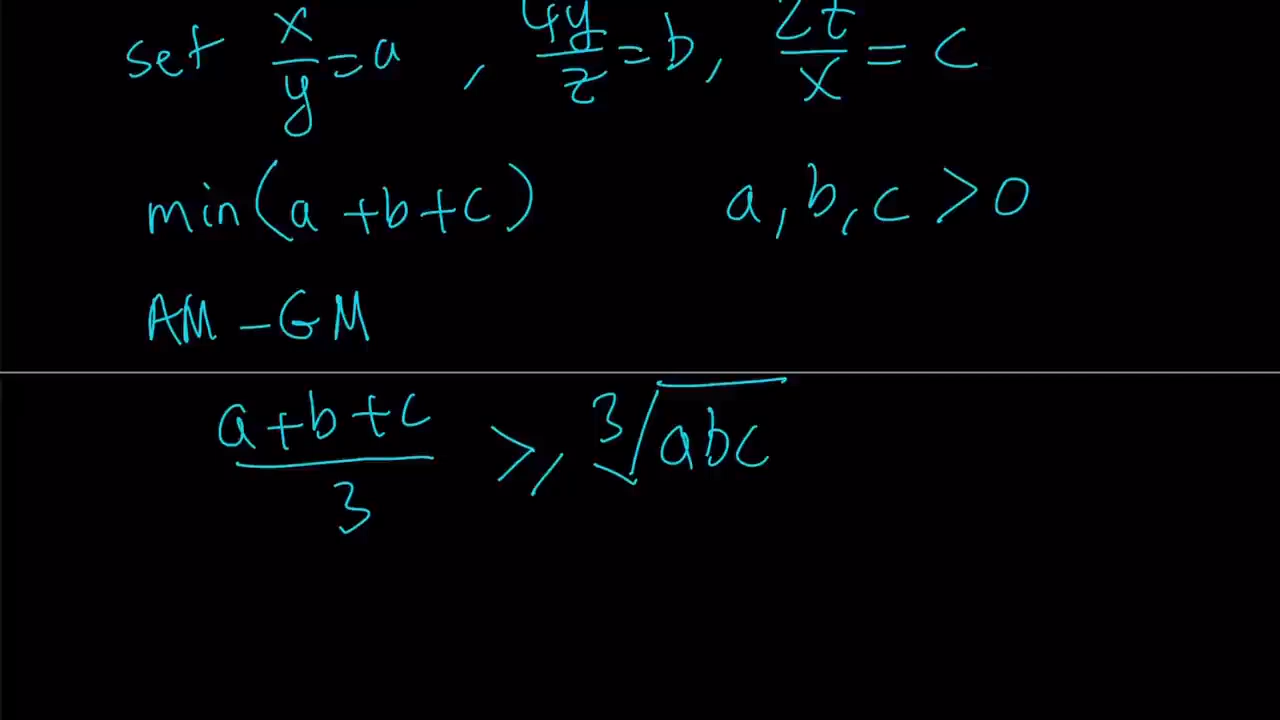 set x/y = a , 4y/z = b, 2t/x = c
min(a+b+c) a, b, c > 0
AM-GM
a+b+c/3 ≥ ∛abc